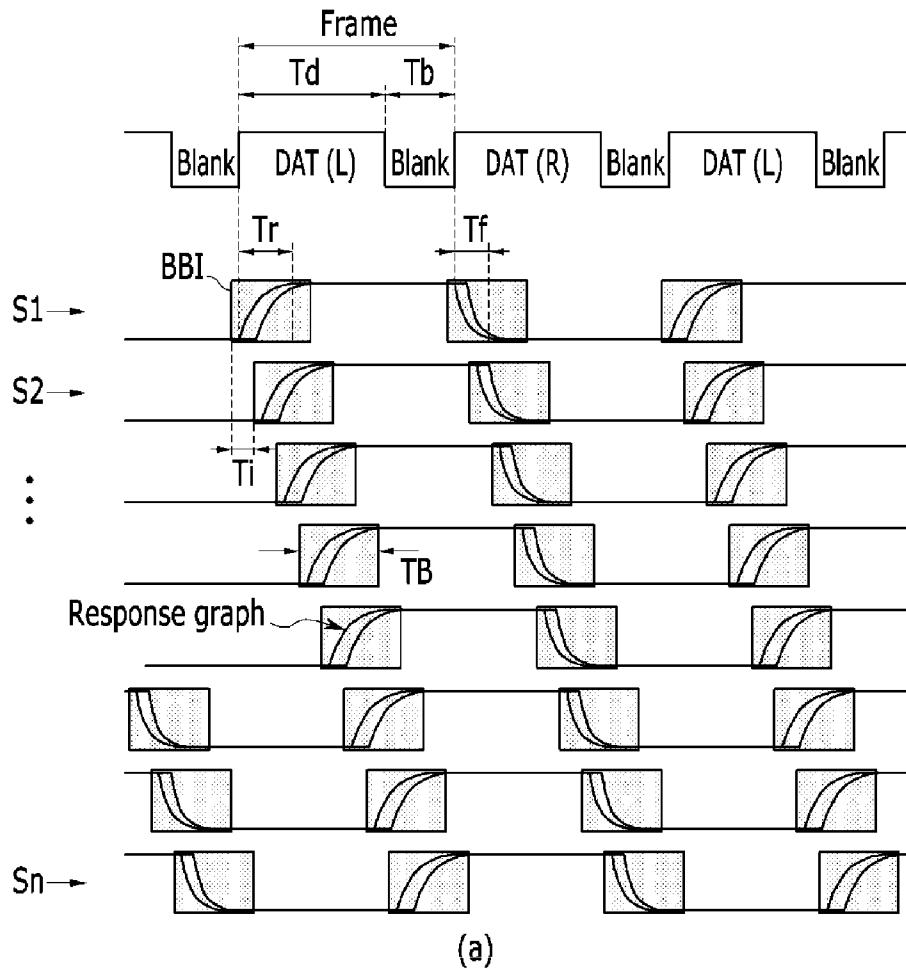 Frame
Td Tb
Blank DAT (L) Blank DAT (R) Blank DAT (L) Blank
Tr Tf
BBI
S1
S2
Ti
TB
Response graph
Sn
(a)